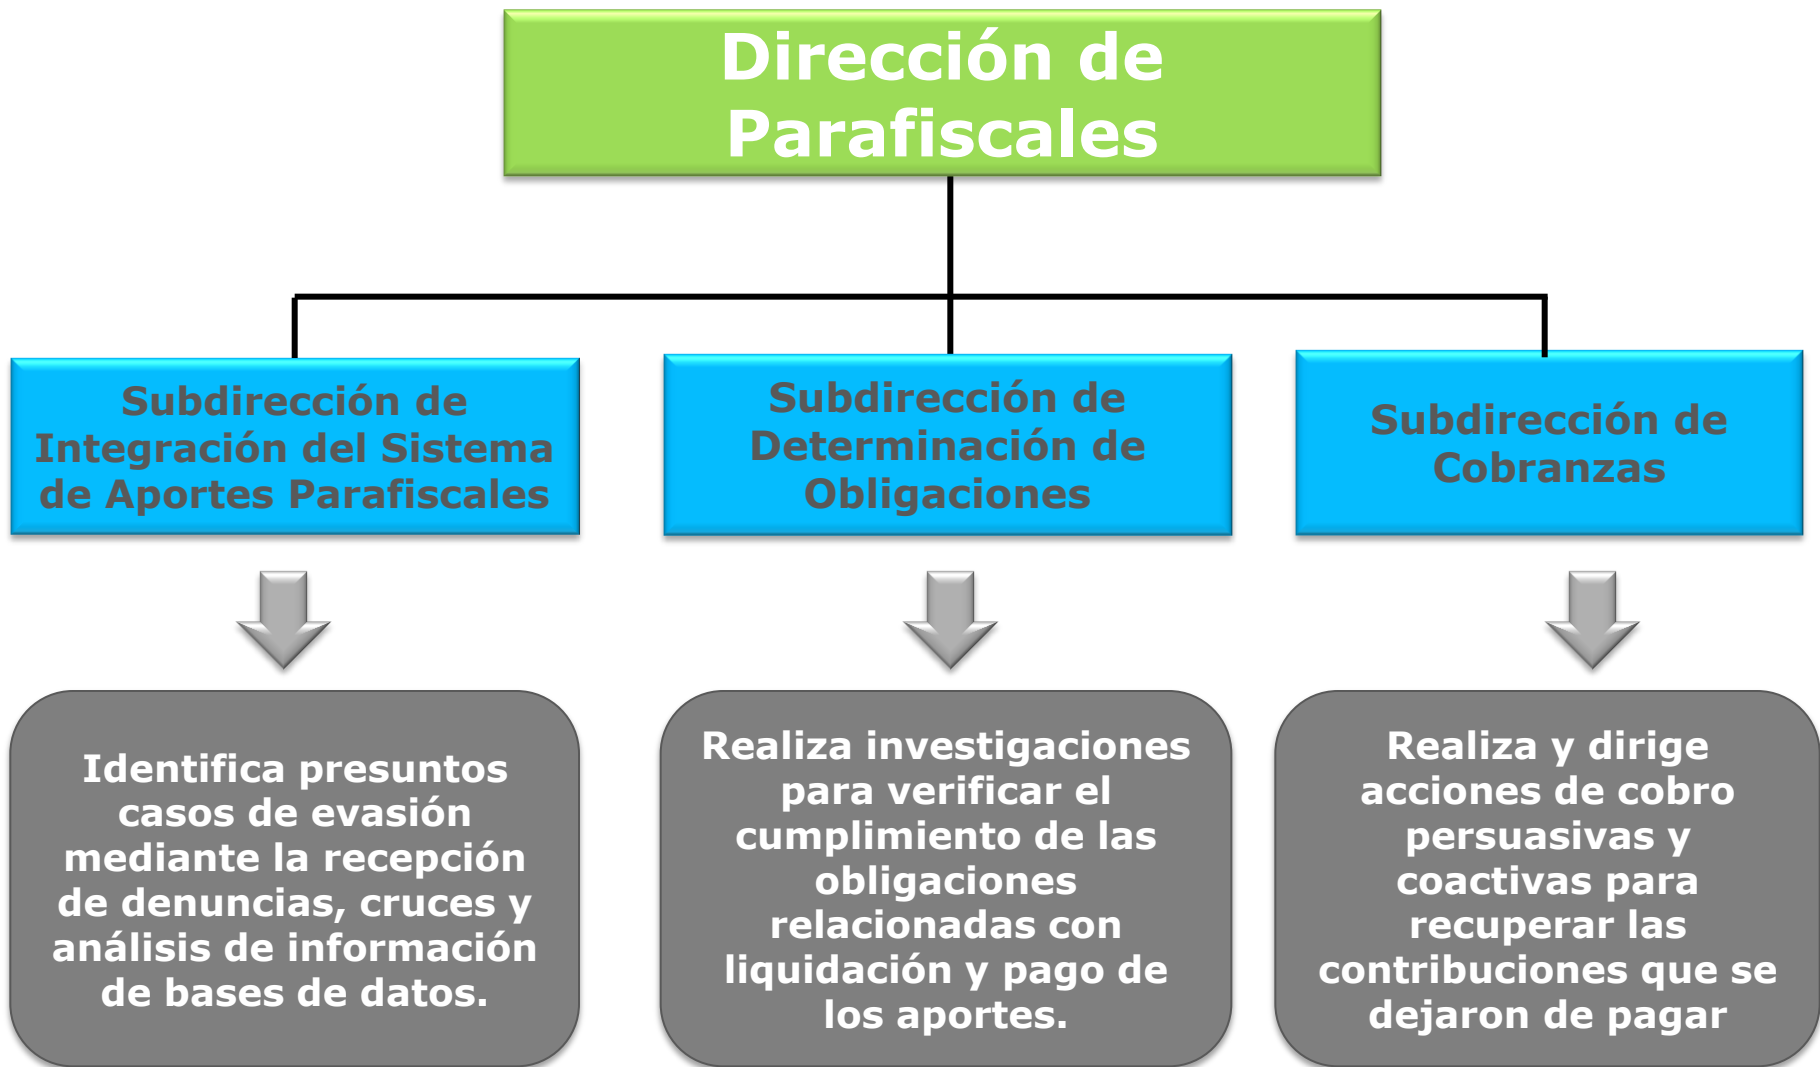 Dirección de
Parafiscales
Subdirección de
Integración del Sistema
de Aportes Parafiscales
Subdirección de
Determinación de
Obligaciones
Subdirección de
Cobranzas
Identifica presuntos
casos de evasión
mediante la recepción
de denuncias, cruces y
análisis de información
de bases de datos.
Realiza investigaciones
para verificar el
cumplimiento de las
obligaciones
relacionadas con
liquidación y pago de
los aportes.
Realiza y dirige
acciones de cobro
persuasivas y
coactivas para
recuperar las
contribuciones que se
dejaron de pagar